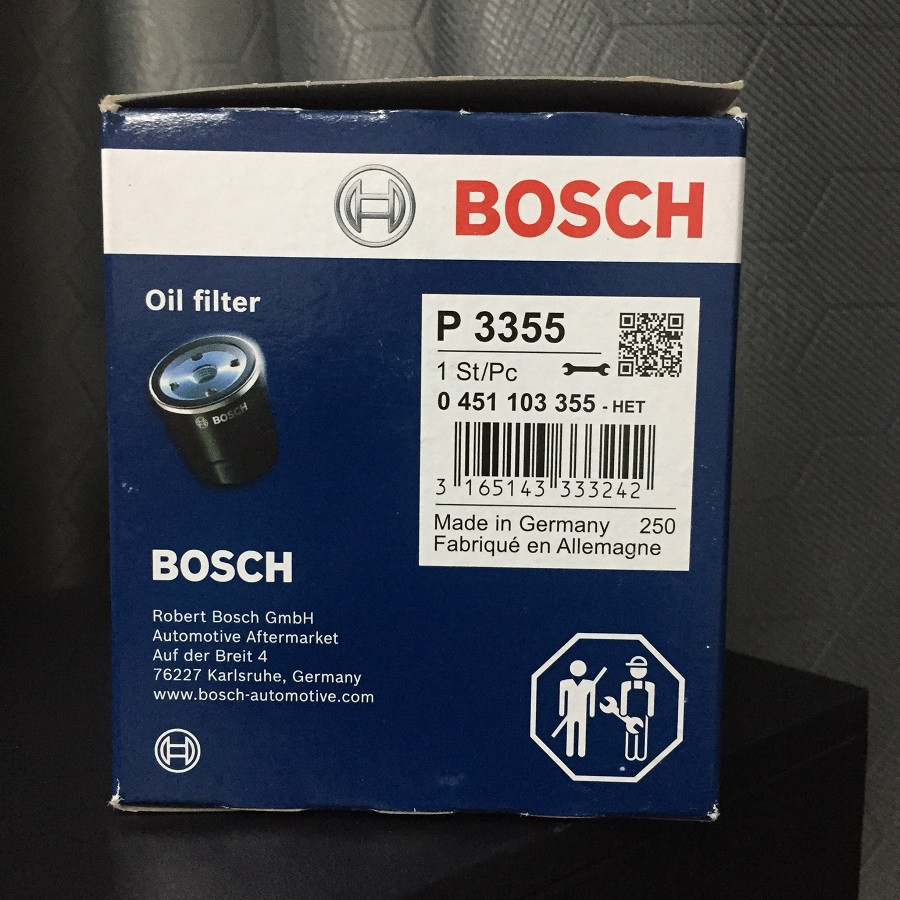 BOSCH
Oil filter
P 3355
1 St/Pc
0 451 103 355 - HET
BOSCH
3 165143 333242
Made in Germany 250
Fabriqué en Allemagne
BOSCH
Robert Bosch GmbH
Automotive Aftermarket
Auf der Breit 4
76227 Karlsruhe, Germany
www.bosch-automotive.com